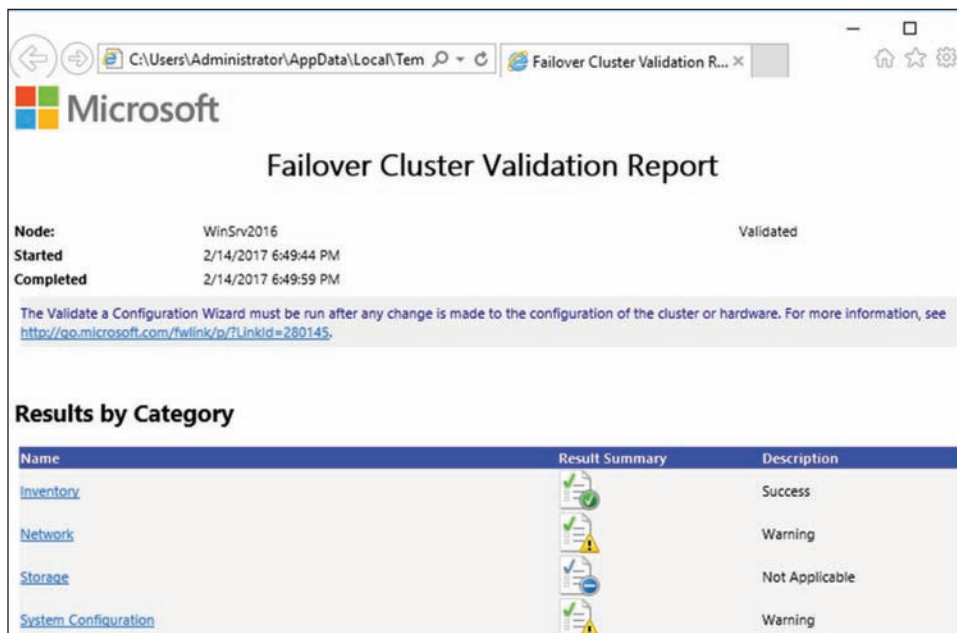 C:\Users\Administrator\AppData\Local\Tem
Failover Cluster Validation R...
Microsoft
Failover Cluster Validation Report
Node: WinSrv2016 Validated
Started 2/14/2017 6:49:44 PM
Completed 2/14/2017 6:49:59 PM
The Validate a Configuration Wizard must be run after any change is made to the configuration of the cluster or hardware. For more information, see
http://go.microsoft.com/fwlink/p/?LinkId=280145.
Results by Category
Name Result Summary Description
Inventory Success
Network Warning
Storage Not Applicable
System Configuration Warning